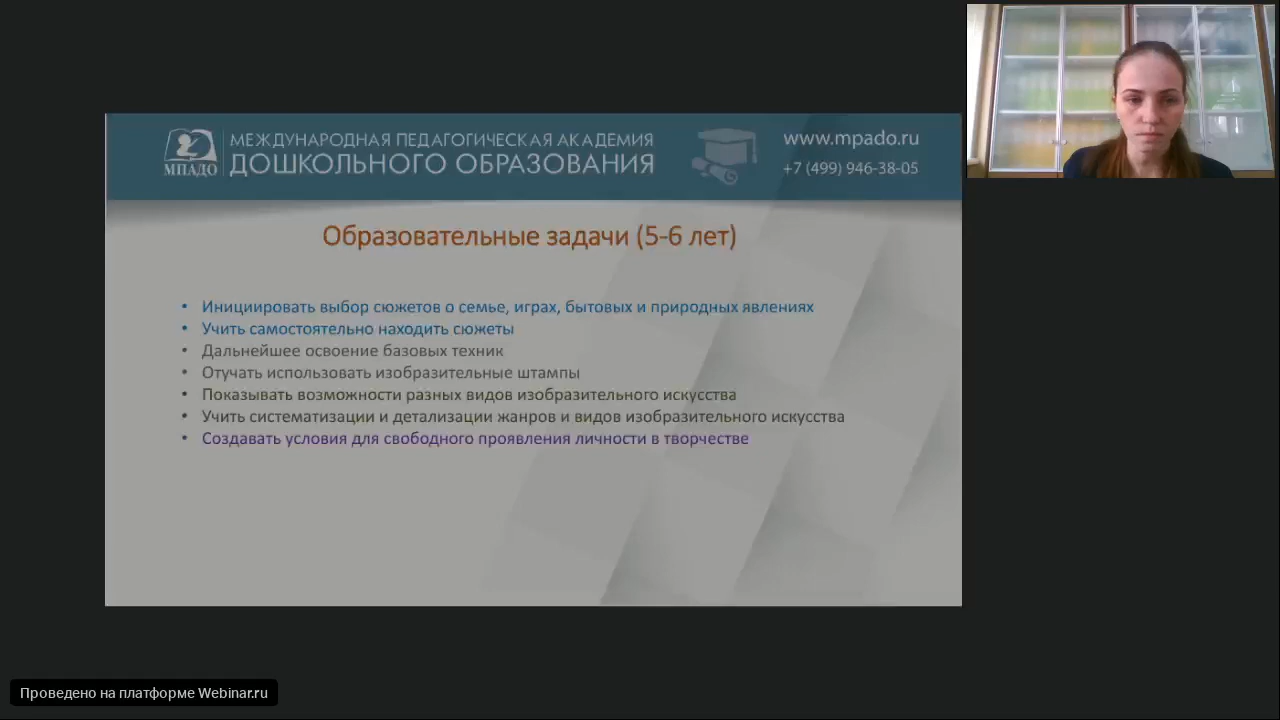 МПАДО
МЕЖДУНАРОДНАЯ ПЕДАГОГИЧЕСКАЯ АКАДЕМИЯ
ДОШКОЛЬНОГО ОБРАЗОВАНИЯ
www.mpado.ru
+7 (499) 946-38-05
Образовательные задачи (5-6 лет)
• Инициировать выбор сюжетов о семье, играх, бытовых и природных явлениях
• Учить самостоятельно находить сюжеты
• Дальнейшее освоение базовых техник
• Отучать использовать изобразительные штампы
• Показывать возможности разных видов изобразительного искусства
• Учить систематизации и детализации жанров и видов изобразительного искусства
• Создавать условия для свободного проявления личности в творчестве
Проведено на платформе Webinar.ru